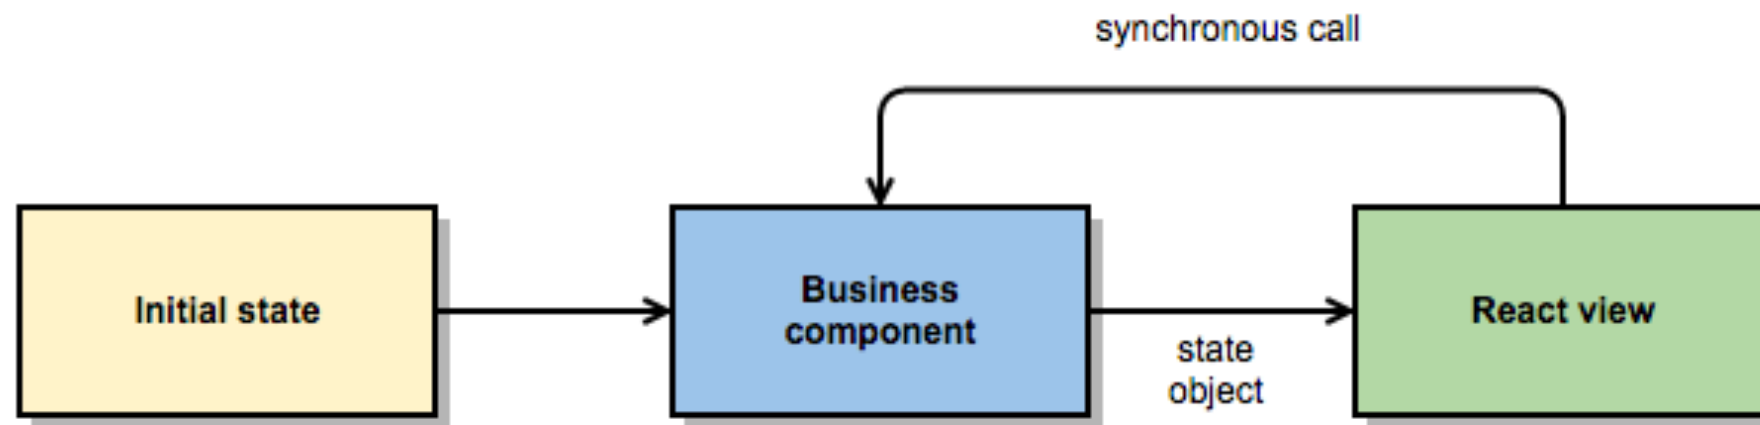 synchronous call
Initial state
Business
component
state
object
React view